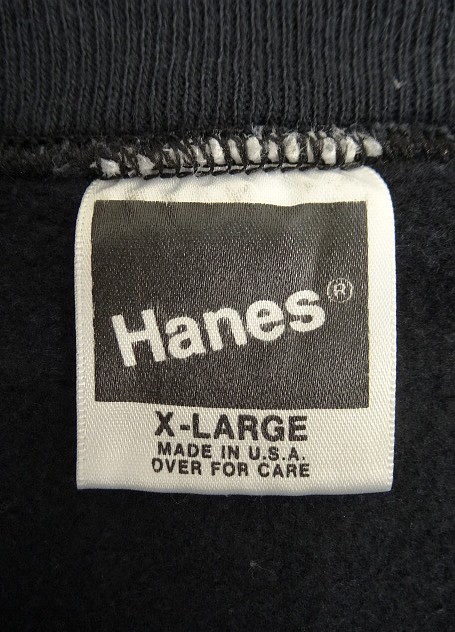 Hanes®
X-LARGE
MADE IN U.S.A.
OVER FOR CARE